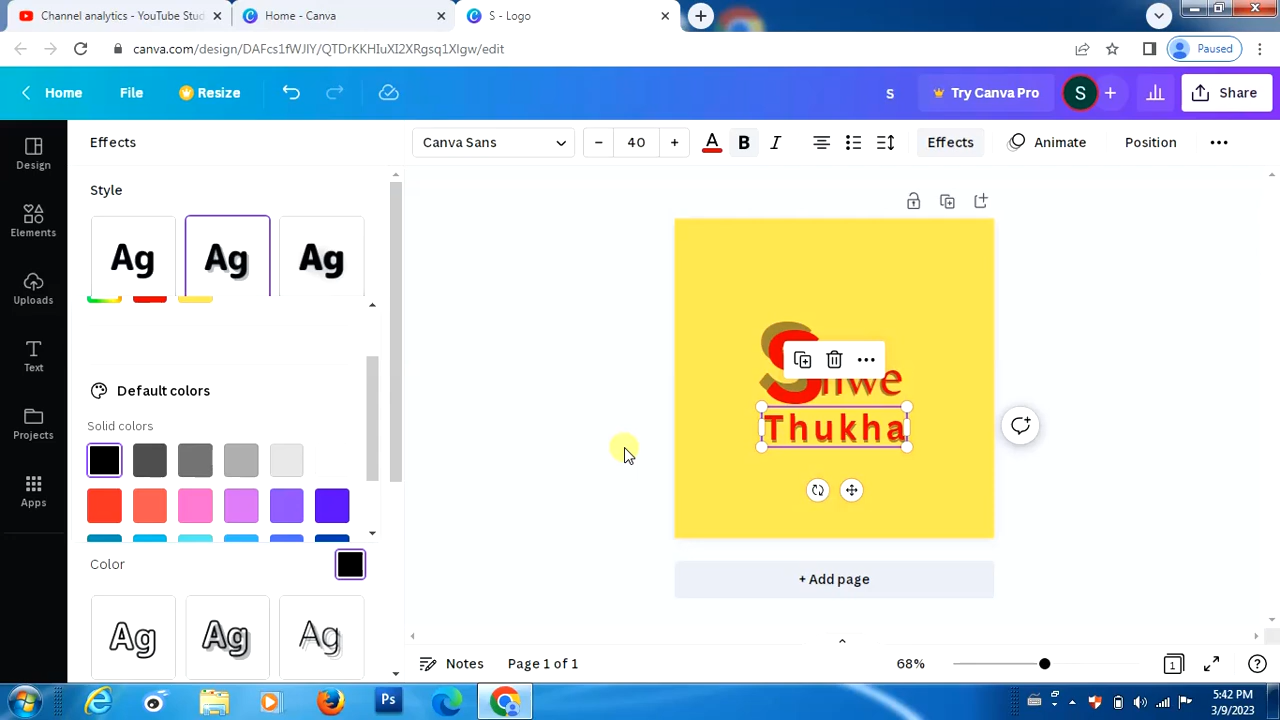 Channel analytics - YouTube Stud
Home - Canva
S - Logo
canva.com/design/DAFcs1fWJIY/QTDrKKHIuXI2XRgsq1XIgw/edit
Paused
Home
File
Resize
S
Try Canva Pro
S
Share
Design
Elements
Uploads
Text
Projects
Apps
Effects
Canva Sans
40
A
B
I
Effects
Animate
Position
Style
Ag
Ag
Ag
Default colors
Solid colors
Color
Ag
Ag
Ag
Shwe
Thukha
+ Add page
Notes
Page 1 of 1
68%
1
Ps
5:42 PM
3/9/2023